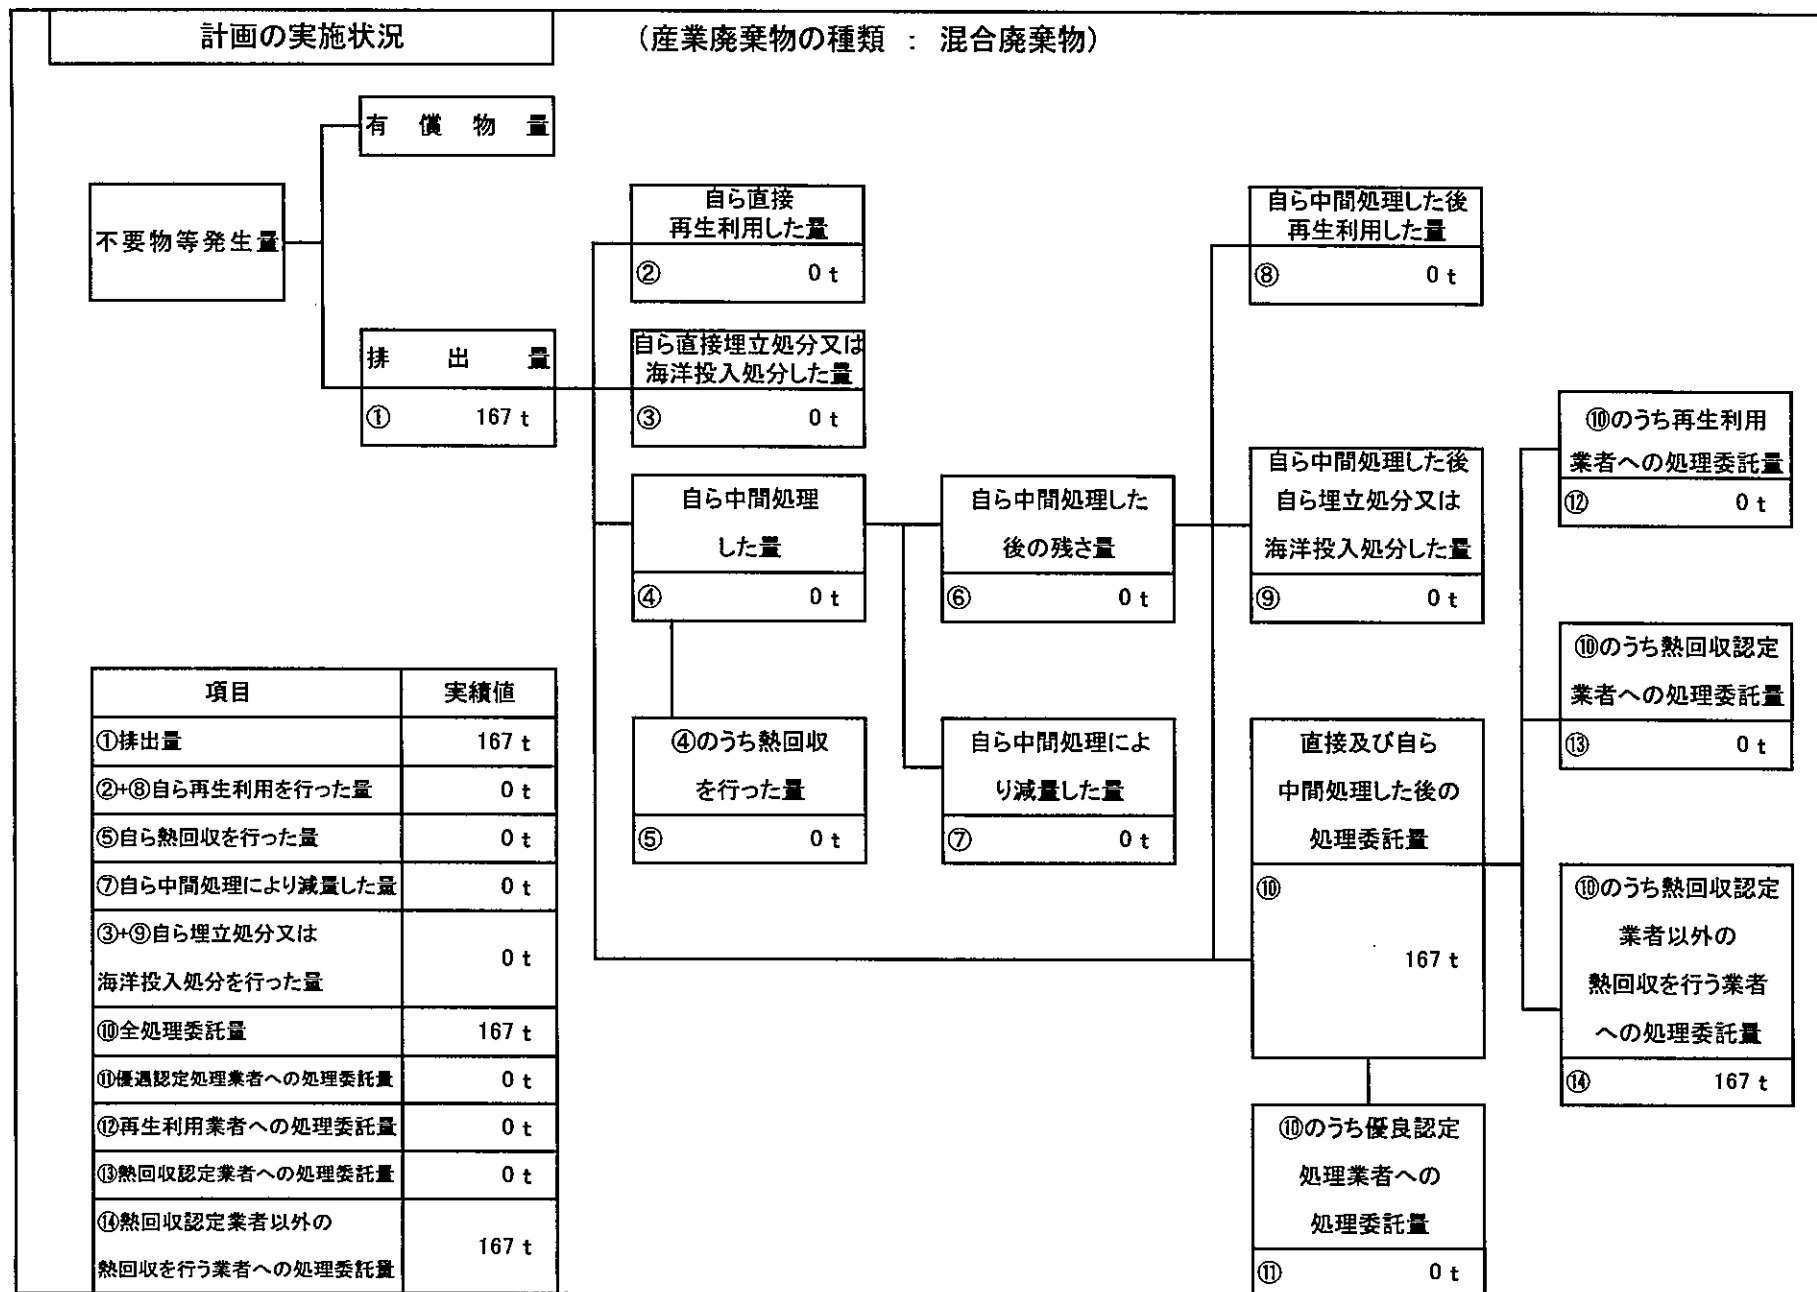 計画の実施状況
(産業廃棄物の種類 : 混合廃棄物)
有償物量
不要物等発生量
排出量
① 167 t
自ら直接
再生利用した量
② 0 t
自ら直接埋立処分又は
海洋投入処分した量
③ 0 t
自ら中間処理
した量
④ 0 t
④のうち熱回収
を行った量
⑤ 0 t
自ら中間処理した
後の残さ量
⑥ 0 t
自ら中間処理によ
り減量した量
⑦ 0 t
自ら中間処理した後
再生利用した量
⑧ 0 t
自ら中間処理した後
自ら埋立処分又は
海洋投入処分した量
⑨ 0 t
直接及び自ら
中間処理した後の
処理委託量
⑩
167 t
⑩のうち優良認定
処理業者への
処理委託量
⑪ 0 t
⑩のうち再生利用
業者への処理委託量
⑫ 0 t
⑩のうち熱回収認定
業者への処理委託量
⑬ 0 t
⑩のうち熱回収認定
業者以外の
熱回収を行う業者
への処理委託量
⑭ 167 t
項目 実績値
①排出量 167 t
②+⑧自ら再生利用を行った量 0 t
⑤自ら熱回収を行った量 0 t
⑦自ら中間処理により減量した量 0 t
③+⑨自ら埋立処分又は
海洋投入処分を行った量 0 t
⑩全処理委託量 167 t
⑪優遇認定処理業者への処理委託量 0 t
⑫再生利用業者への処理委託量 0 t
⑬熱回収認定業者への処理委託量 0 t
⑭熱回収認定業者以外の
熱回収を行う業者への処理委託量 167 t